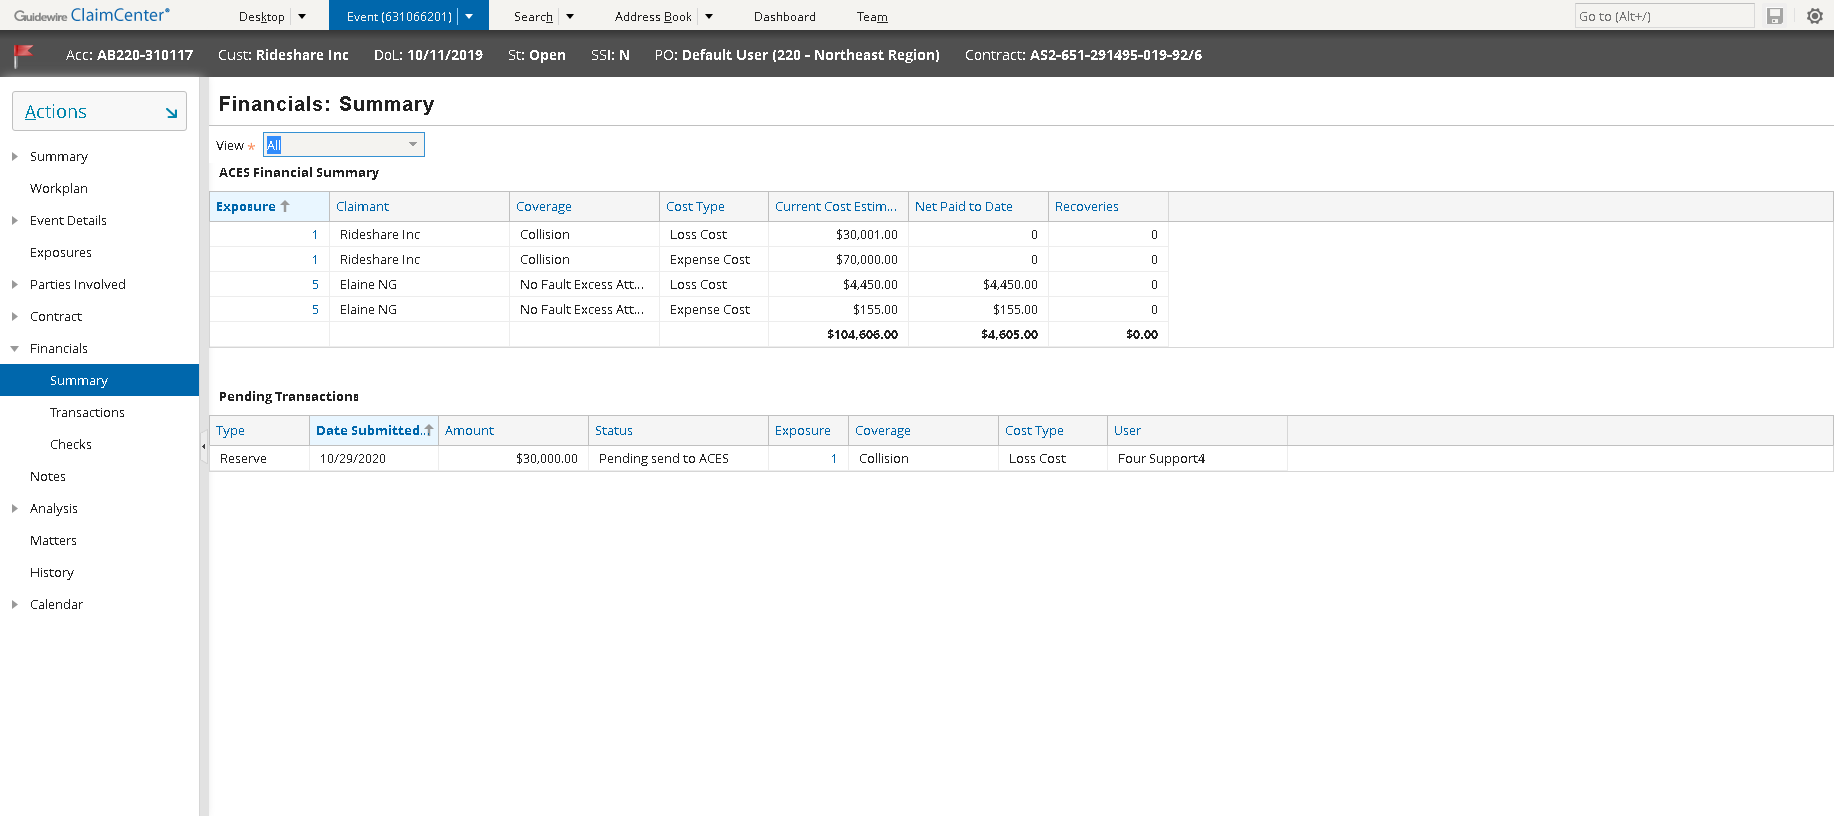 Guidewire ClaimCenter® Desktop Event (631066201) Search Address Book Dashboard Team Go to (Alt+/)
Acc: AB220-310117 Cust: Rideshare Inc DoL: 10/11/2019 St: Open SSI: N PO: Default User (220 - Northeast Region) Contract: AS2-651-291495-019-92/6
Actions
Summary
Workplan
Event Details
Exposures
Parties Involved
Contract
Financials
Summary
Transactions
Checks
Notes
Analysis
Matters
History
Calendar
Financials: Summary
View * All
ACES Financial Summary
Exposure Claimant Coverage Cost Type Current Cost Estim... Net Paid to Date Recoveries
1 Rideshare Inc Collision Loss Cost $30,001.00 0 0
1 Rideshare Inc Collision Expense Cost $70,000.00 0 0
5 Elaine NG No Fault Excess Att... Loss Cost $4,450.00 $4,450.00 0
5 Elaine NG No Fault Excess Att... Expense Cost $155.00 $155.00 0
$104,606.00 $4,605.00 $0.00
Pending Transactions
Type Date Submitted.. Amount Status Exposure Coverage Cost Type User
Reserve 10/29/2020 $30,000.00 Pending send to ACES 1 Collision Loss Cost Four Support4